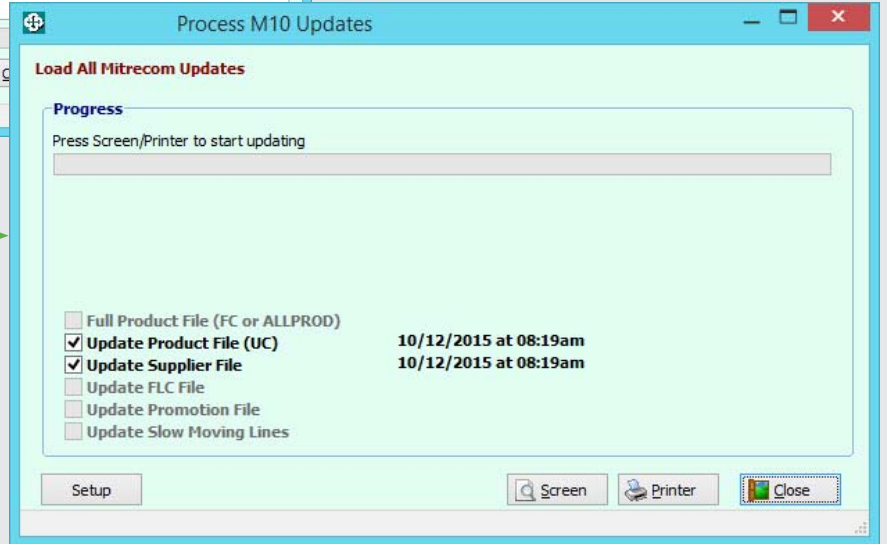 Process M10 Updates
Load All Mitrecom Updates
Progress
Press Screen/Printer to start updating
Full Product File (FC or ALLPROD)
Update Product File (UC) 10/12/2015 at 08:19am
Update Supplier File 10/12/2015 at 08:19am
Update FLC File
Update Promotion File
Update Slow Moving Lines
Setup Screen Printer Close